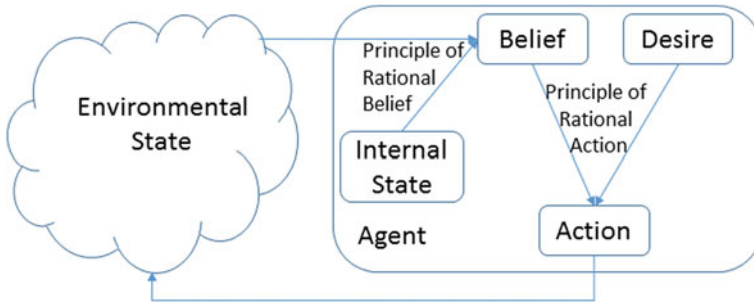 Environmental
State
Principle of
Rational
Belief
Internal
State
Agent
Belief
Desire
Principle of
Rational
Action
Action